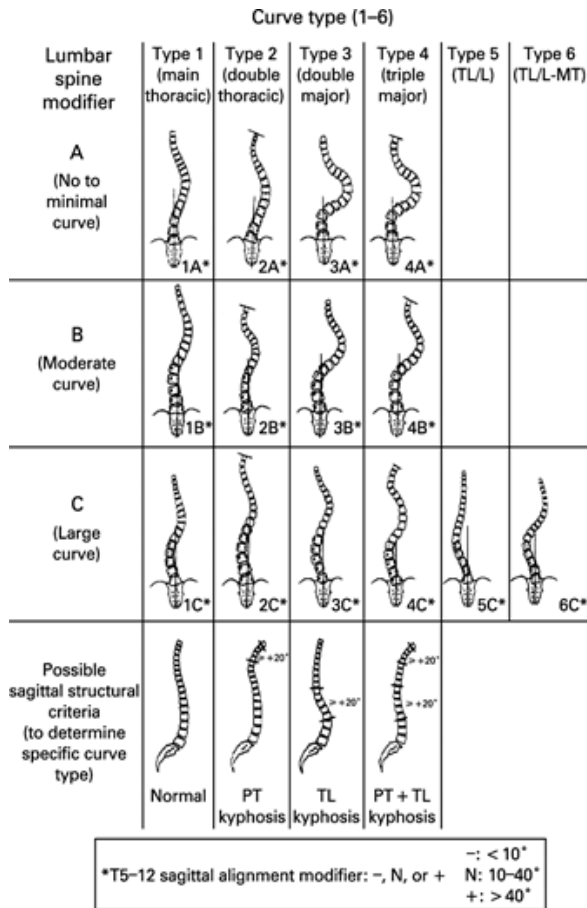 Curve type (1–6)
Lumbar spine modifier
Type 1 (main thoracic)
Type 2 (double thoracic)
Type 3 (double major)
Type 4 (triple major)
Type 5 (TL/L)
Type 6 (TL/L-MT)
A
(No to minimal curve)
1A*
2A*
3A*
4A*
B
(Moderate curve)
1B*
2B*
3B*
4B*
C
(Large curve)
1C*
2C*
3C*
4C*
5C*
6C*
Possible sagittal structural criteria (to determine specific curve type)
> +20°
> +20°
> +20°
> +20°
Normal
PT kyphosis
TL kyphosis
PT + TL kyphosis
*T5–12 sagittal alignment modifier: –, N, or +
–: < 10°
N: 10–40°
+: > 40°